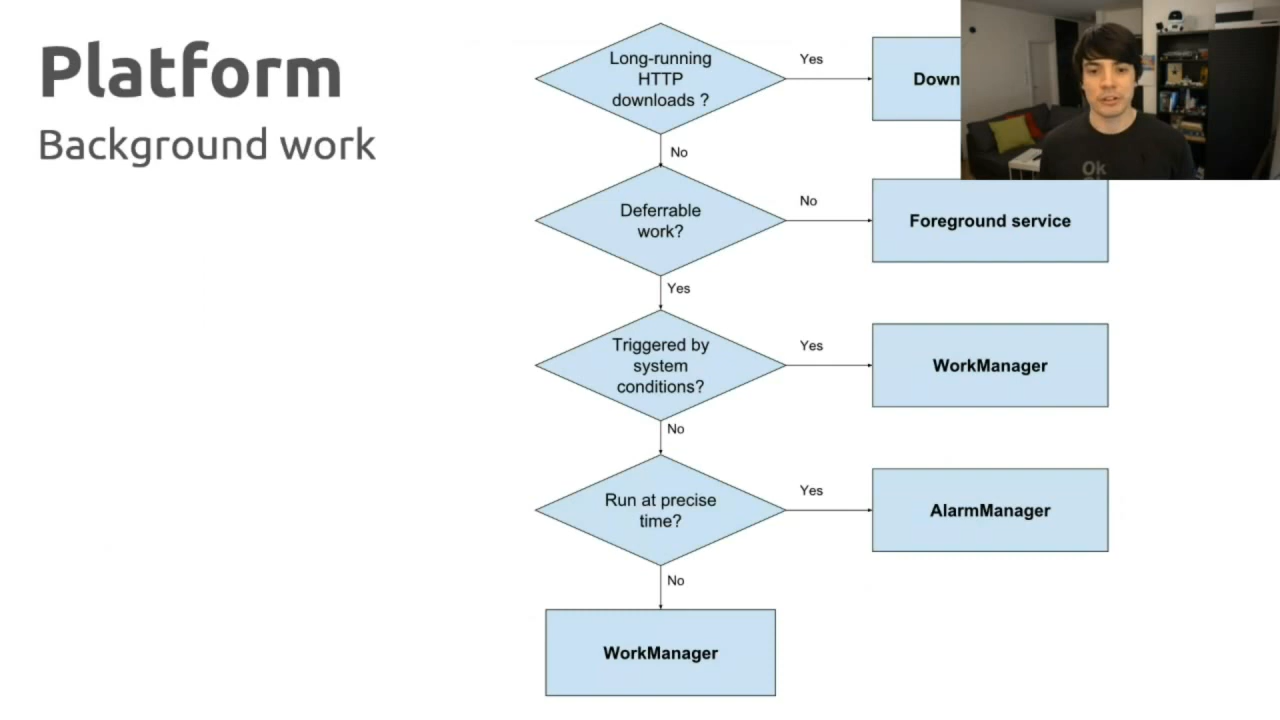 Platform
Background work
Long-running
HTTP
downloads ?
Yes
No
Deferrable
work?
No
Foreground service
Yes
Triggered by
system
conditions?
Yes
WorkManager
No
Run at precise
time?
Yes
AlarmManager
No
WorkManager
Ok